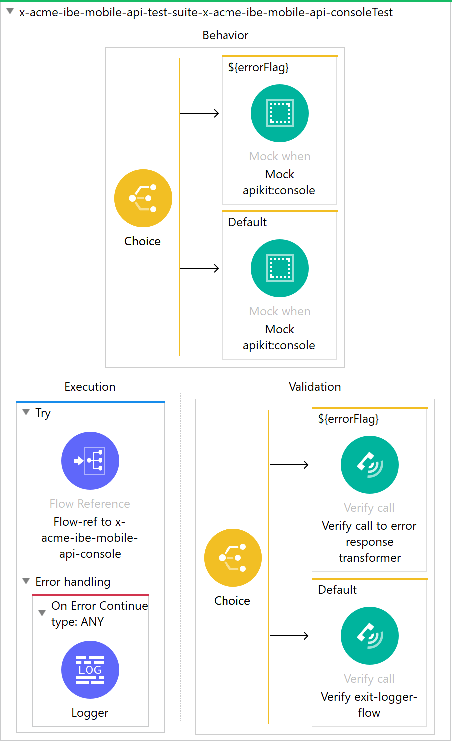 x-acme-ibe-mobile-api-test-suite-x-acme-ibe-mobile-api-consoleTest
Behavior
${errorFlag}
Mock when
Mock
apikit:console
Choice
Default
Mock when
Mock
apikit:console
Execution
Try
Flow Reference
Flow-ref to x-
acme-ibe-mobile-
api-console
Error handling
On Error Continue
type: ANY
LOG
Logger
Validation
${errorFlag}
Verify call
Verify call to error
response
transformer
Choice
Default
Verify call
Verify exit-logger-
flow